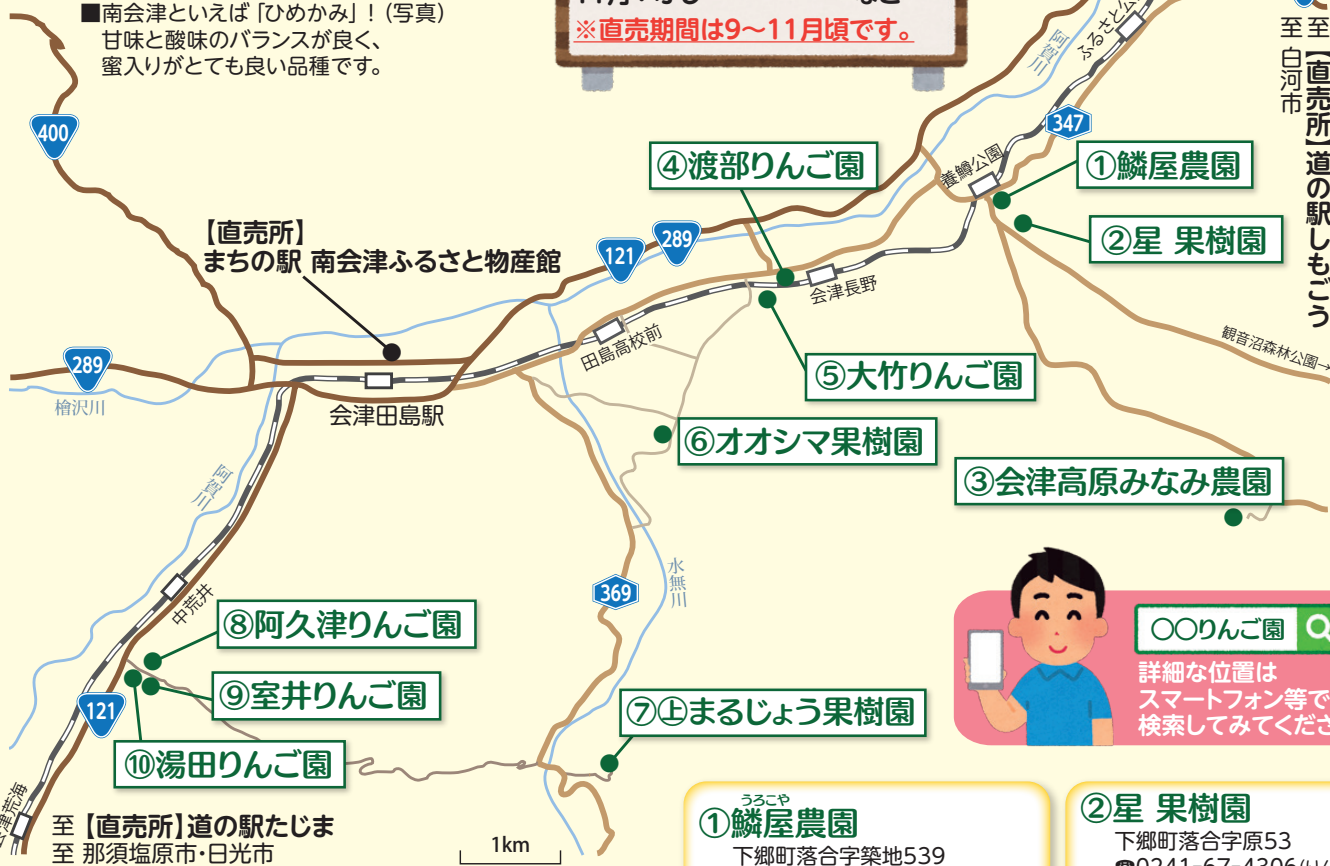 ■南会津といえば「ひめかみ」！(写真)
甘味と酸味のバランスが良く、
蜜入りがとても良い品種です。
※直売期間は9～11月頃です。
阿賀川
至 白河市
至【直売所】道の駅しもごう
400
347
④渡部りんご園
養鱒公園
①鱗屋農園
②星 果樹園
【直売所】
まちの駅 南会津ふるさと物産館
121
289
会津長野
田島高校前
観音沼森林公園→
289
檜沢川
会津田島駅
⑤大竹りんご園
⑥オオシマ果樹園
③会津高原みなみ農園
阿賀川
水無川
369
中荒井
⑧阿久津りんご園
⑨室井りんご園
121
⑩湯田りんご園
⑦㊤まるじょう果樹園
〇〇りんご園
詳細な位置は
スマートフォン等で
検索してみてくださ
至【直売所】道の駅たじま
至 那須塩原市・日光市
1km
うろこや
①鱗屋農園
下郷町落合字築地539
②星 果樹園
下郷町落合字原53